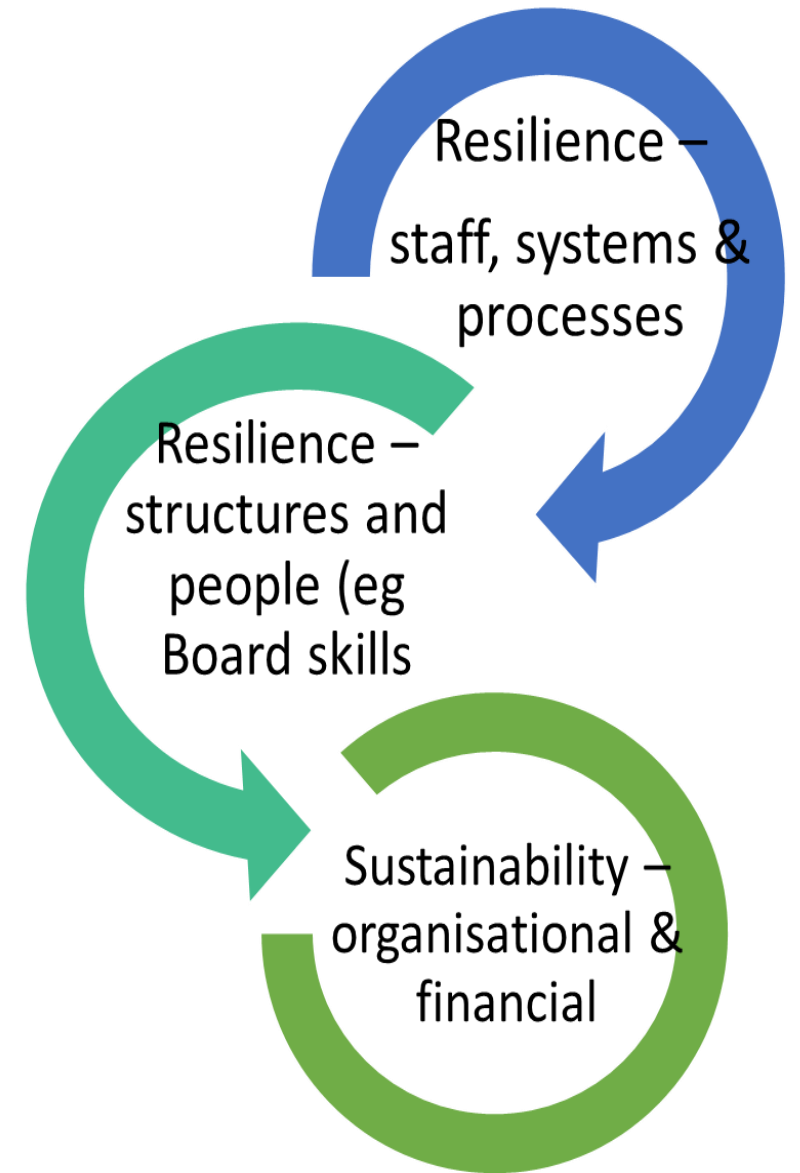 Resilience –
staff, systems &
processes
Resilience –
structures and
people (eg
Board skills
Sustainability –
organisational &
financial